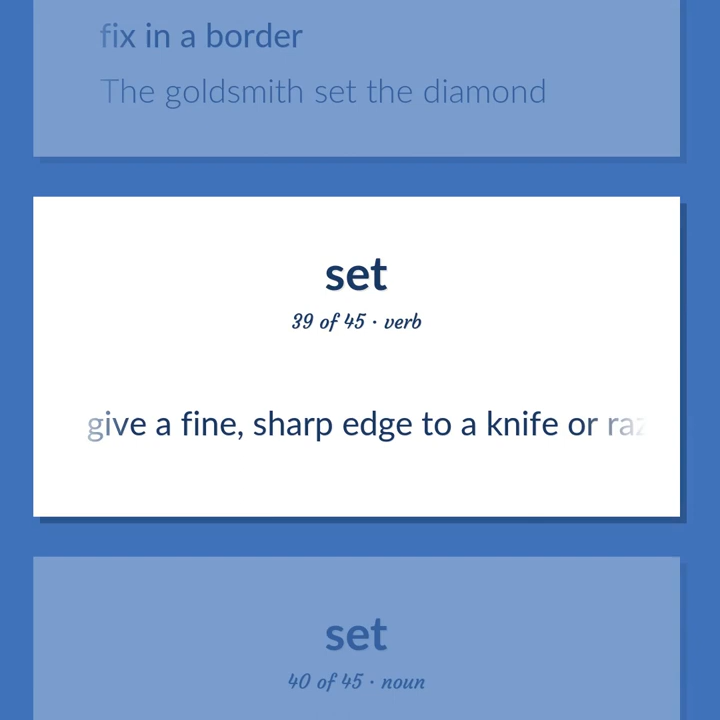 fix in a border
The goldsmith set the diamond
set
39 of 45 · verb
give a fine, sharp edge to a knife or
set
40 of 45 · noun